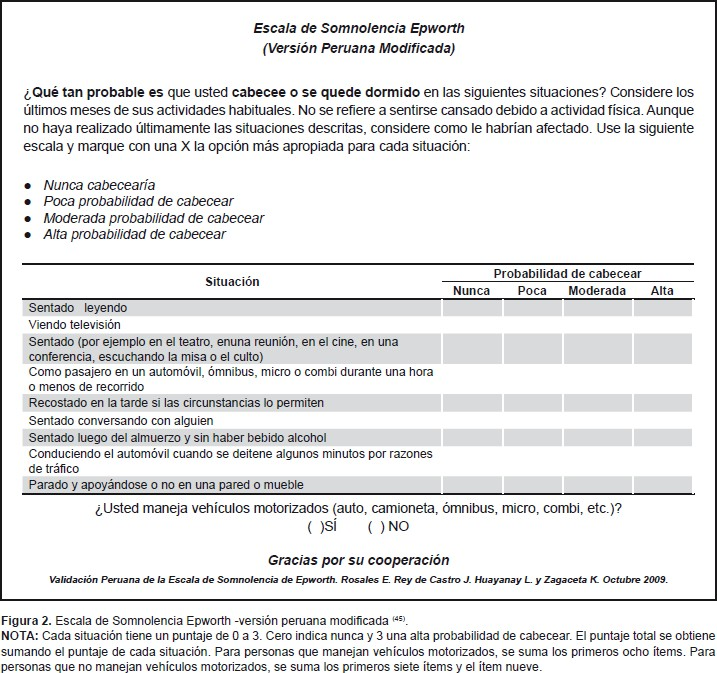 Escala de Somnolencia Epworth
(Versión Peruana Modificada)
¿Qué tan probable es que usted cabecee o se quede dormido en las siguientes situaciones? Considere los
últimos meses de sus actividades habituales. No se refiere a sentirse cansado debido a actividad física. Aunque
no haya realizado últimamente las situaciones descritas, considere como le habrían afectado. Use la siguiente
escala y marque con una X la opción más apropiada para cada situación:
● Nunca cabecearía
● Poca probabilidad de cabecear
● Moderada probabilidad de cabecear
● Alta probabilidad de cabecear
Situación
Probabilidad de cabecear
Nunca Poca Moderada Alta
Sentado leyendo
Viendo televisión
Sentado (por ejemplo en el teatro, enuna reunión, en el cine, en una
conferencia, escuchando la misa o el culto)
Como pasajero en un automóvil, ómnibus, micro o combi durante una hora
o menos de recorrido
Recostado en la tarde si las circunstancias lo permiten
Sentado conversando con alguien
Sentado luego del almuerzo y sin haber bebido alcohol
Conduciendo el automóvil cuando se deitene algunos minutos por razones
de tráfico
Parado y apoyándose o no en una pared o mueble
¿Usted maneja vehículos motorizados (auto, camioneta, ómnibus, micro, combi, etc.)?
( )SÍ ( ) NO
Gracias por su cooperación
Validación Peruana de la Escala de Somnolencia de Epworth. Rosales E. Rey de Castro J. Huayanay L. y Zagaceta K. Octubre 2009.
Figura 2. Escala de Somnolencia Epworth -versión peruana modificada (45).
NOTA: Cada situación tiene un puntaje de 0 a 3. Cero indica nunca y 3 una alta probabilidad de cabecear. El puntaje total se obtiene
sumando el puntaje de cada situación. Para personas que manejan vehículos motorizados, se suma los primeros ocho ítems. Para
personas que no manejan vehículos motorizados, se suma los primeros siete ítems y el ítem nueve.